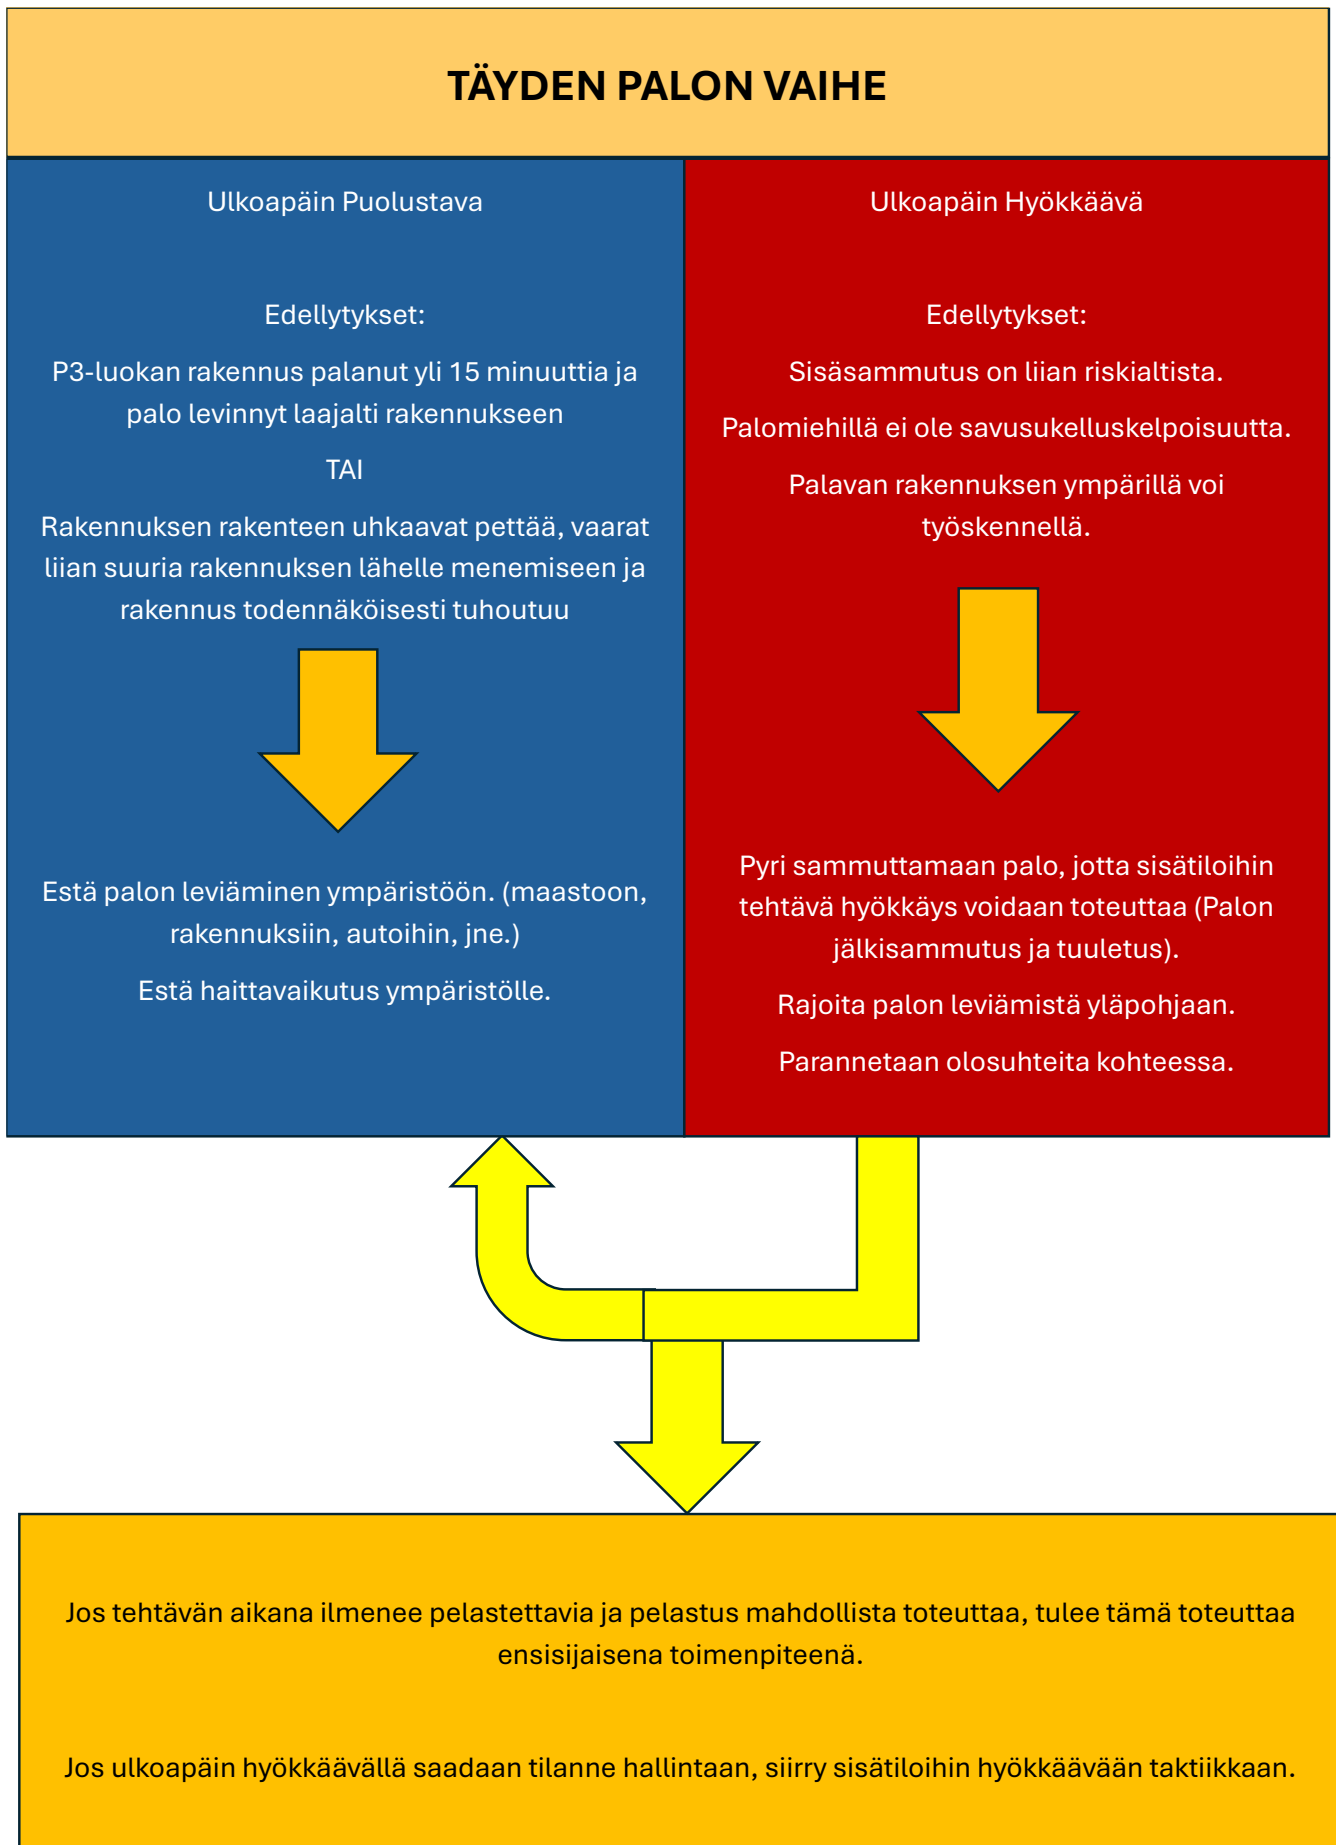 TÄYDEN PALON VAIHE
Ulkoapäin Puolustava
Edellytykset:
P3-luokan rakennus palanut yli 15 minuuttia ja
palo levinnyt laajalti rakennukseen
TAI
Rakennuksen rakenteen uhkaavat pettää, vaarat
liian suuria rakennuksen lähelle menemiseen ja
rakennus todennäköisesti tuhoutuu
Estä palon leviäminen ympäristöön. (maastoon,
rakennuksiin, autoihin, jne.)
Estä haittavaikutus ympäristölle.
Ulkoapäin Hyökkäävä
Edellytykset:
Sisäsammutus on liian riskialtista.
Palomiehillä ei ole savusukelluskelpoisuutta.
Palavan rakennuksen ympärillä voi
työskennellä.
Pyri sammuttamaan palo, jotta sisätiloihin
tehtävä hyökkäys voidaan toteuttaa (Palon
jälkisammutus ja tuuletus).
Rajoita palon leviämistä yläpohjaan.
Parannetaan olosuhteita kohteessa.
Jos tehtävän aikana ilmenee pelastettavia ja pelastus mahdollista toteuttaa, tulee tämä toteuttaa
ensisijaisena toimenpiteenä.
Jos ulkoapäin hyökkäävällä saadaan tilanne hallintaan, siirry sisätiloihin hyökkäävään taktiikkaan.